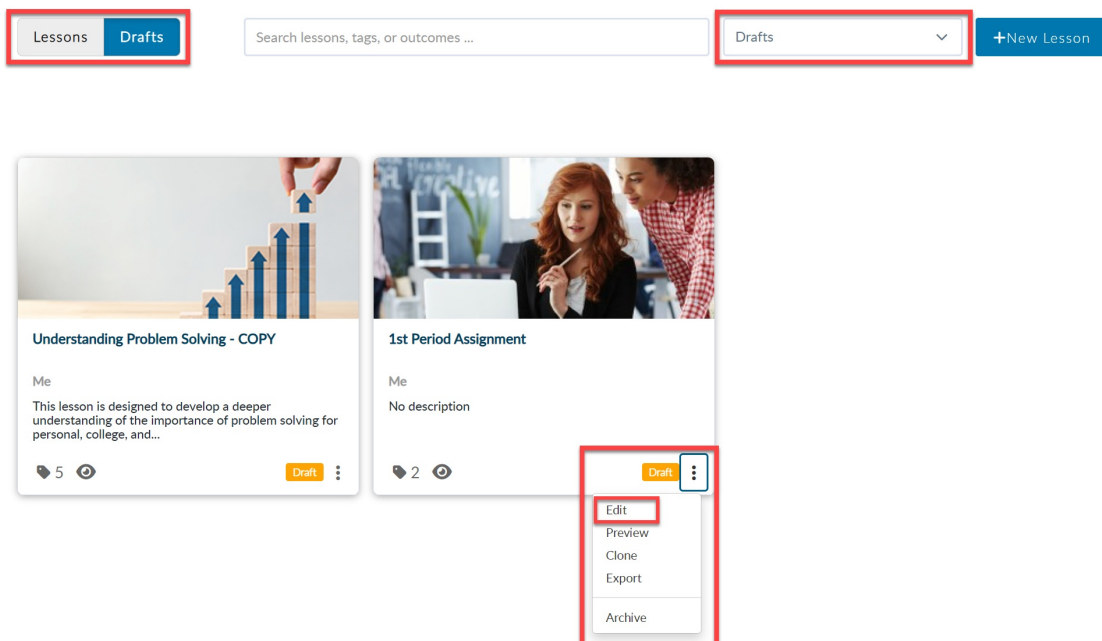 Lessons Drafts Search lessons, tags, or outcomes ... Drafts +New Lesson
Understanding Problem Solving - COPY
Me
This lesson is designed to develop a deeper
understanding of the importance of problem solving for
personal, college, and...
5 Draft
1st Period Assignment
Me
No description
2 Draft
Edit
Preview
Clone
Export
Archive